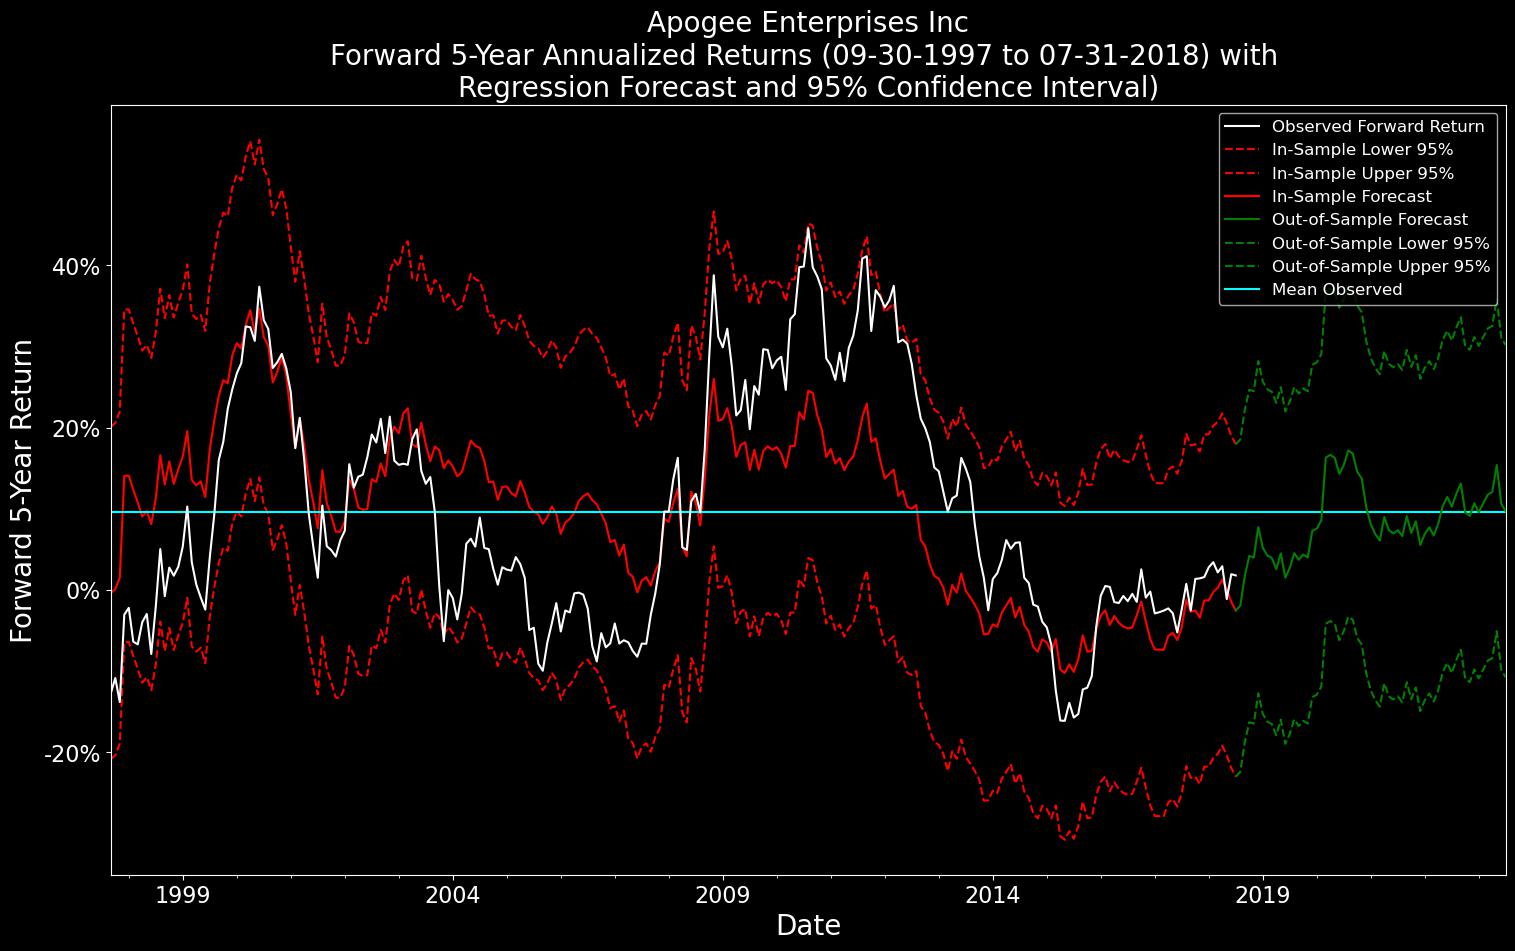 Apogee Enterprises Inc
Forward 5-Year Annualized Returns (09-30-1997 to 07-31-2018) with
Regression Forecast and 95% Confidence Interval)
Observed Forward Return
In-Sample Lower 95%
In-Sample Upper 95%
In-Sample Forecast
Out-of-Sample Forecast
Out-of-Sample Lower 95%
Out-of-Sample Upper 95%
Mean Observed
Forward 5-Year Return
40%
20%
0%
-20%
1999
2004
2009
2014
2019
Date